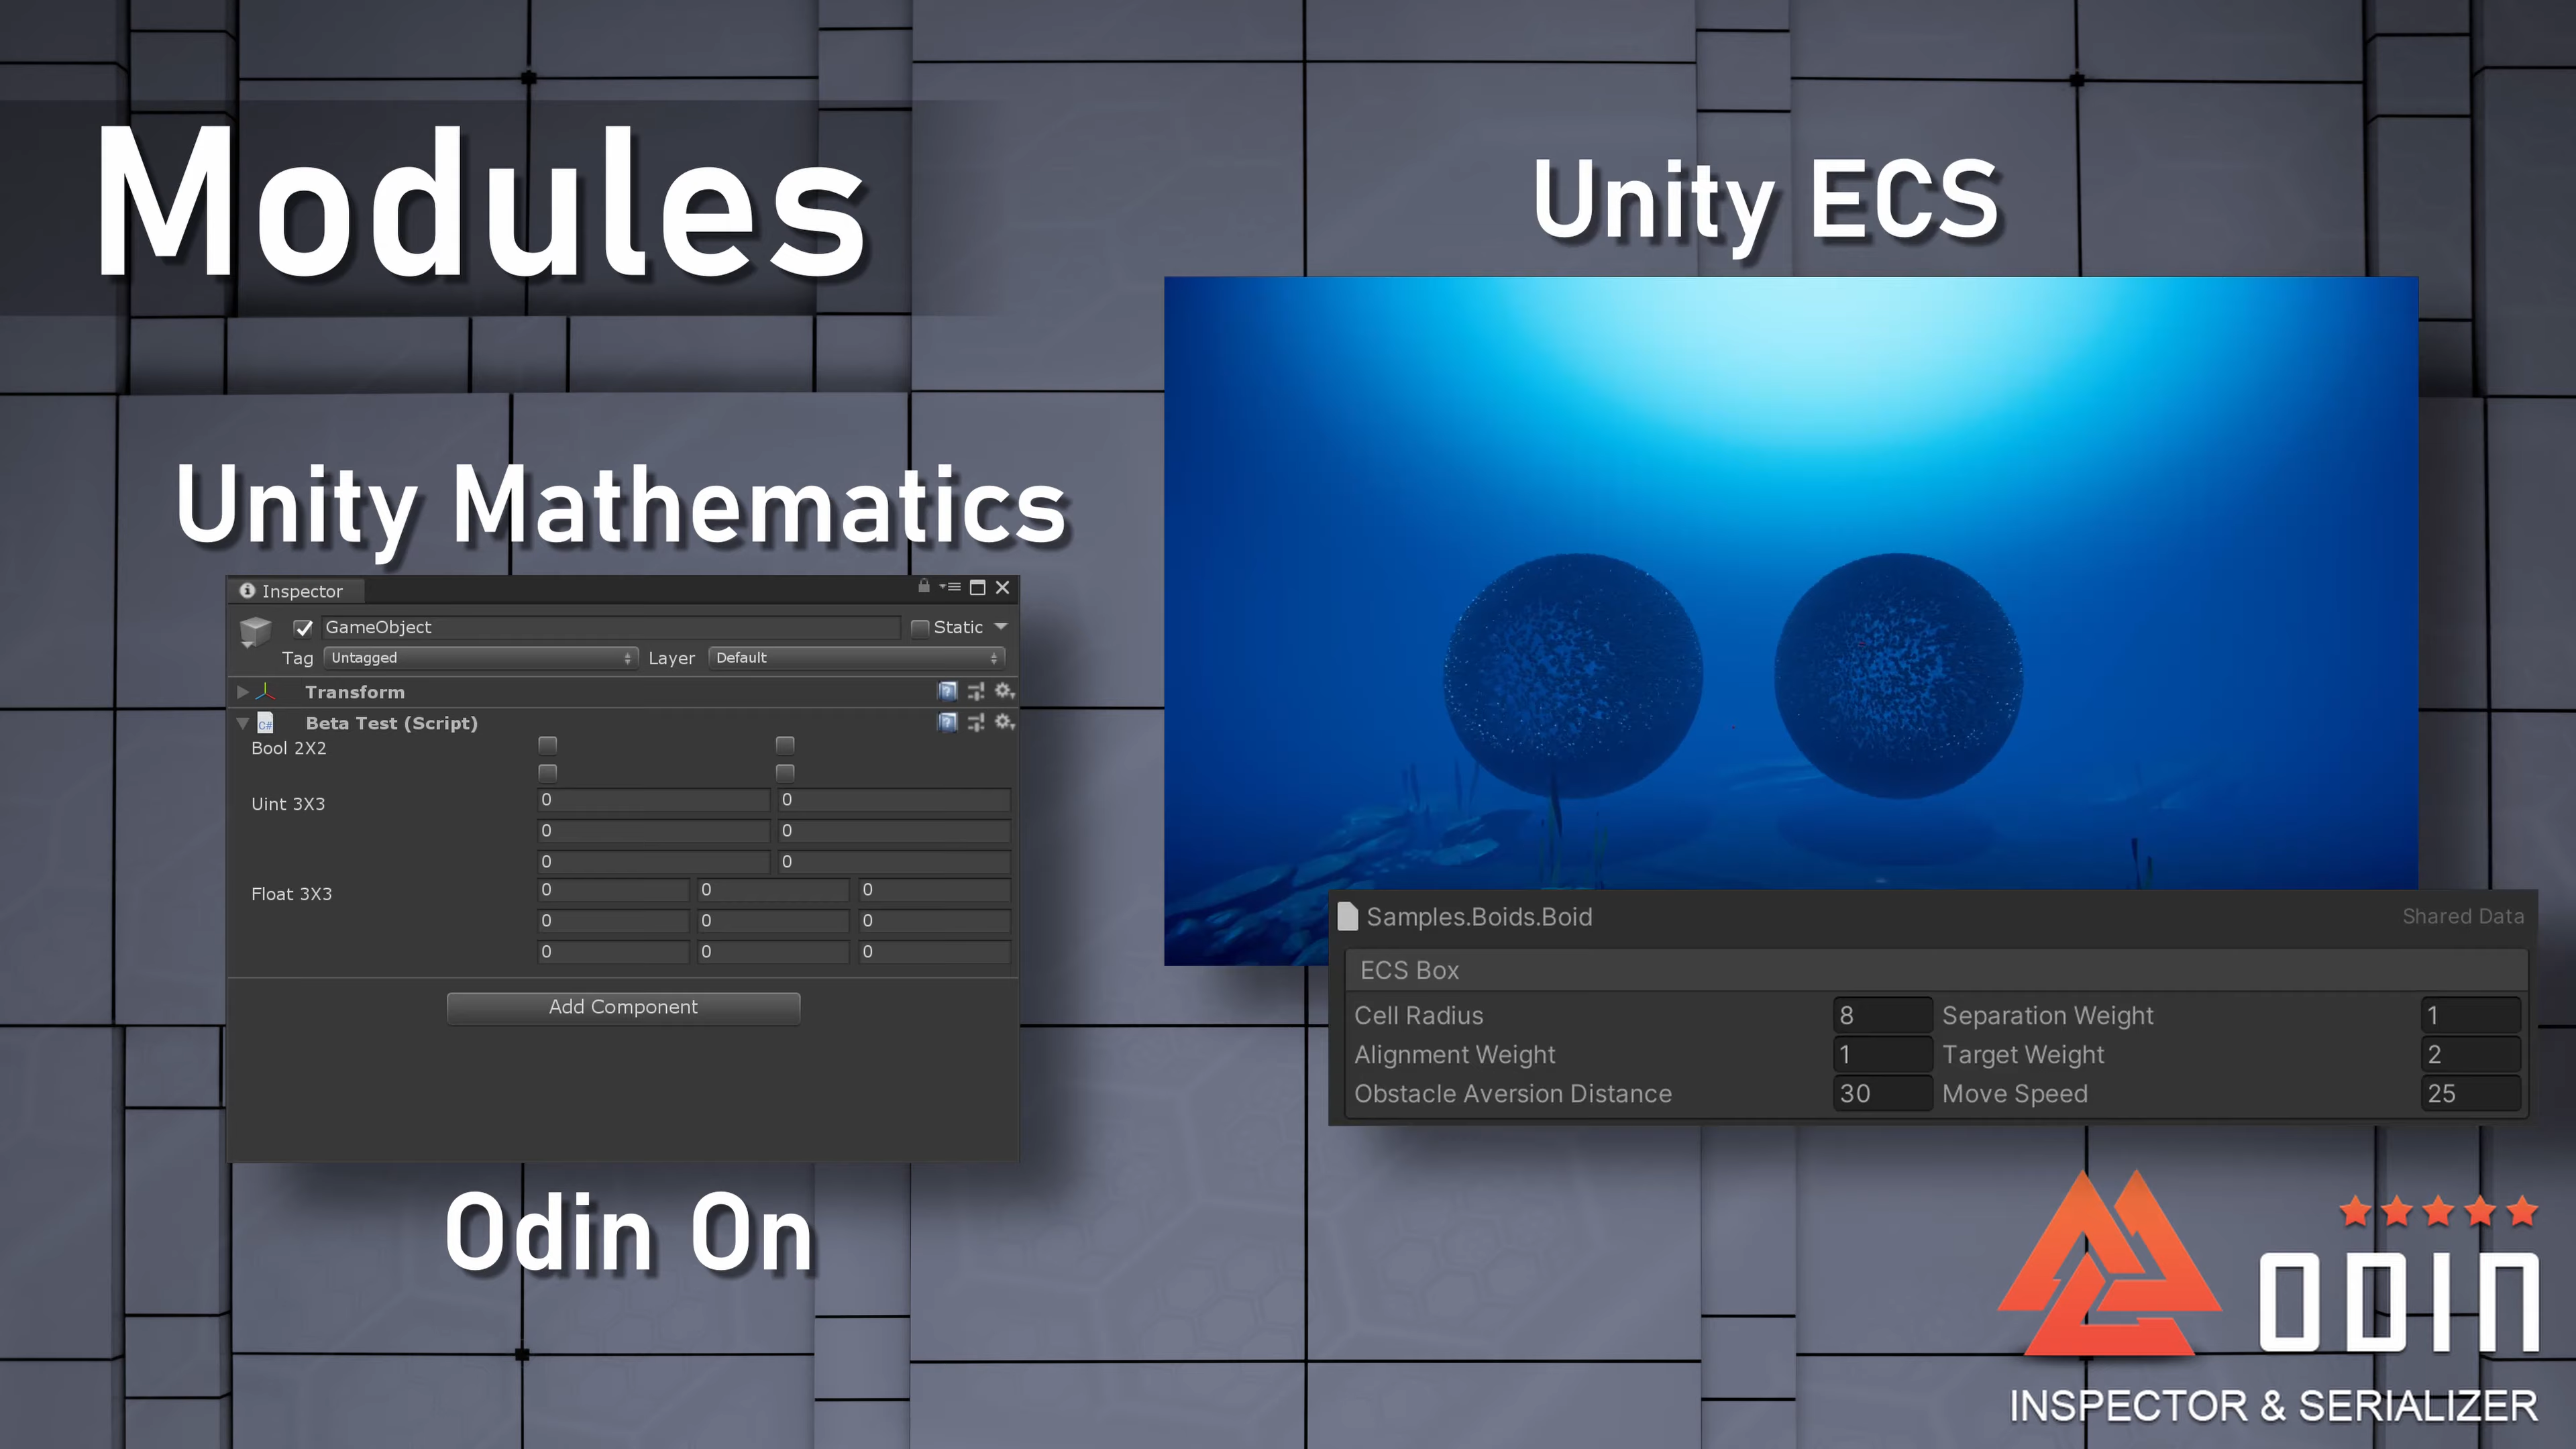 Modules
Unity Mathematics
Inspector
GameObject
Static
Tag Untagged Layer Default
Transform
C# Beta Test (Script)
Bool 2X2
Uint 3X3
0 0
0 0
0 0
Float 3X3
0 0 0
0 0 0
0 0 0
Add Component
Odin On
Unity ECS
Samples.Boids.Boid Shared Data
ECS Box
Cell Radius 8 Separation Weight 1
Alignment Weight 1 Target Weight 2
Obstacle Aversion Distance 30 Move Speed 25
ODIN
INSPECTOR & SERIALIZER